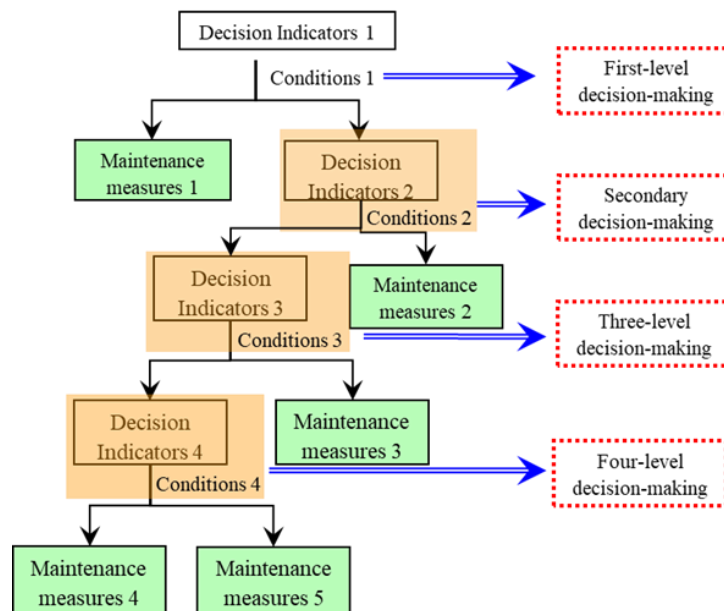 Decision Indicators 1
Conditions 1
First-level
decision-making
Maintenance
measures 1
Decision
Indicators 2
Conditions 2
Secondary
decision-making
Decision
Indicators 3
Conditions 3
Maintenance
measures 2
Three-level
decision-making
Decision
Indicators 4
Conditions 4
Maintenance
measures 3
Four-level
decision-making
Maintenance
measures 4
Maintenance
measures 5